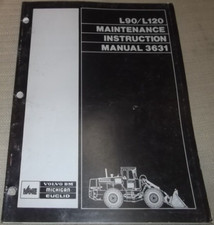 L90/L120
MAINTENANCE
INSTRUCTION
MANUAL 3631
VOLVO BM
MICHIGAN
EUCLID